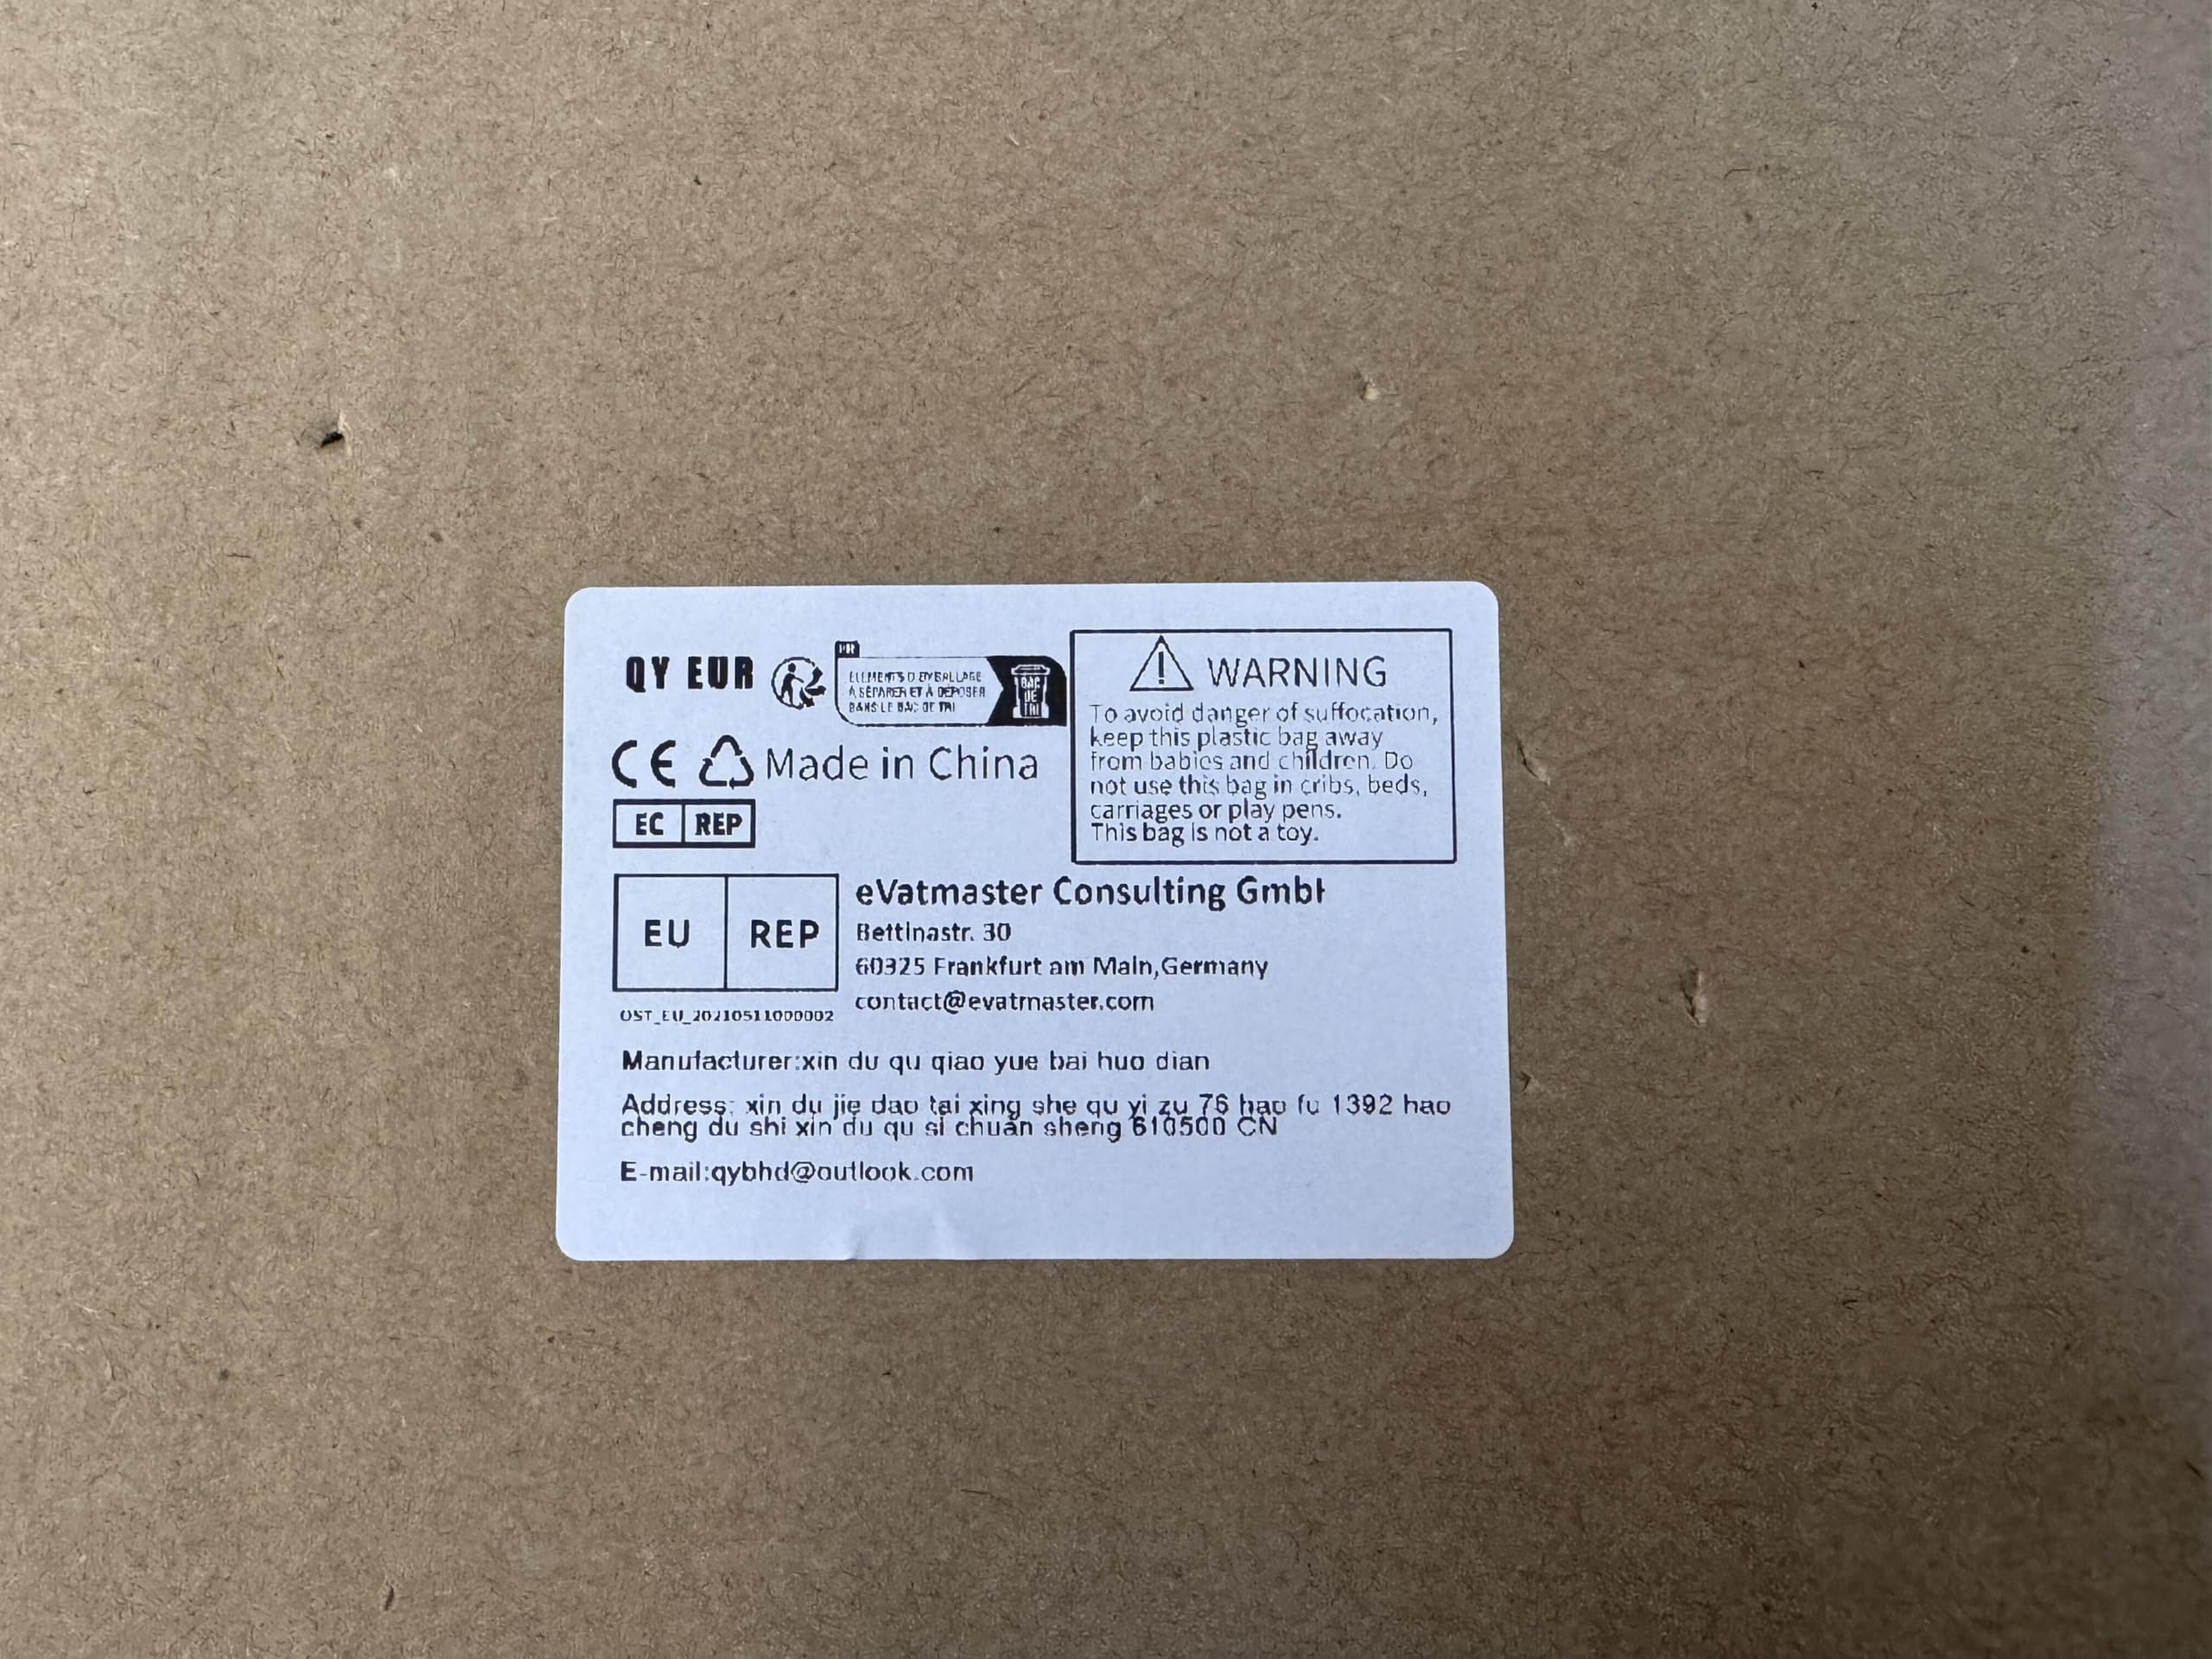 QY EUR
FR
ÉLÉMENTS D'EMBALLAGE
À SÉPARER ET À DÉPOSER
DANS LE BAC DE TRI
BAC
DE
TRI
CE Made in China
EC REP
WARNING
To avoid danger of suffocation,
keep this plastic bag away
from babies and children. Do
not use this bag in cribs, beds,
carriages or play pens.
This bag is not a toy.
EU REP
eVatmaster Consulting GmbH
Bettinastr. 30
60325 Frankfurt am Main,Germany
contact@evatmaster.com
OST_EU_20210511000002
Manufacturer:xin du qu qiao yue bai huo dian
Address: xin du jie dao tai xing she qu yi zu 76 hao fu 1392 hao
cheng du shi xin du qu si chuan sheng 610500 CN
E-mail:qybhd@outlook.com